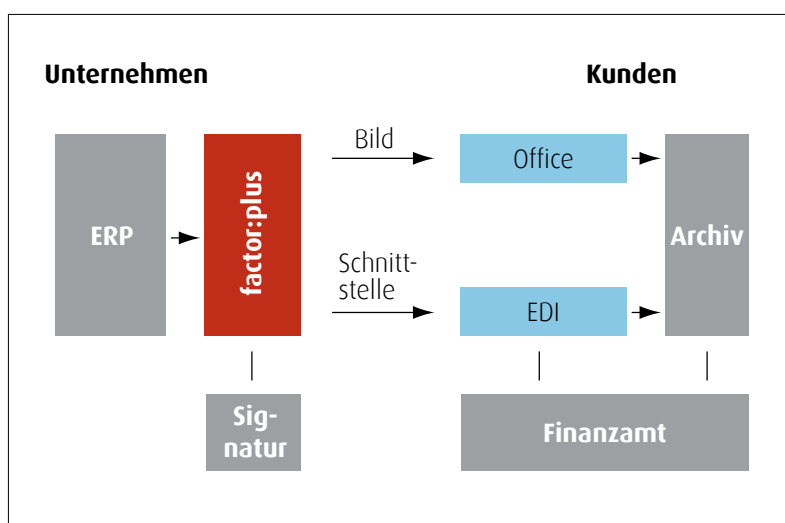 Unternehmen
Kunden
Bild
Office
ERP
factor:plus
Archiv
Schnitt-
stelle
EDI
Sig-
natur
Finanzamt